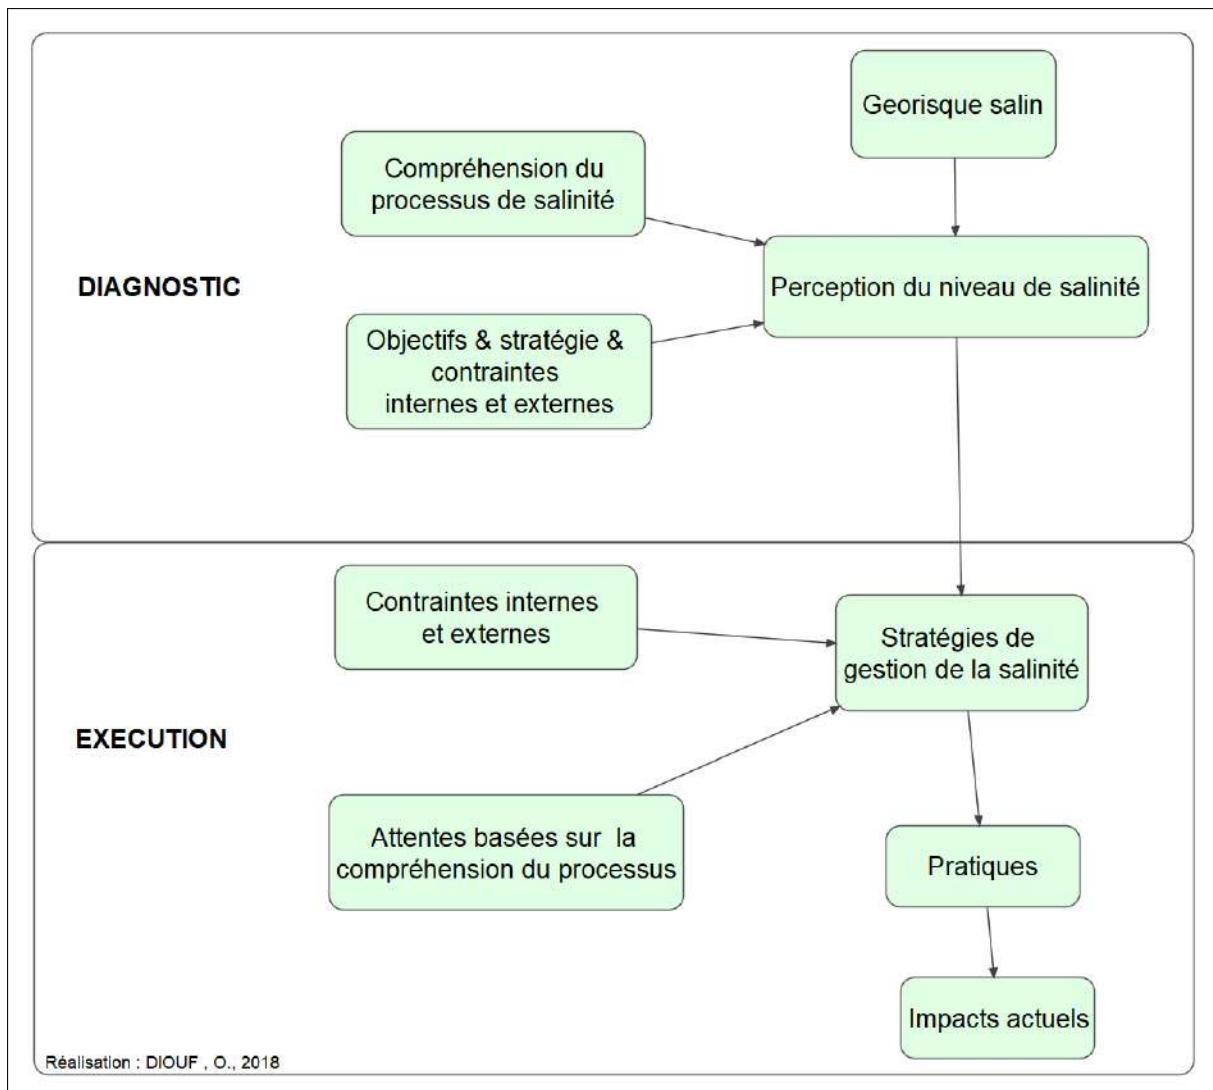 Georisque salin
Compréhension du
processus de salinité
DIAGNOSTIC
Perception du niveau de salinité
Objectifs & stratégie &
contraintes
internes et externes
Contraintes internes
et externes
Stratégies de
gestion de la salinité
EXECUTION
Attentes basées sur la
compréhension du processus
Pratiques
Impacts actuels
Réalisation : DIOUF , O., 2018